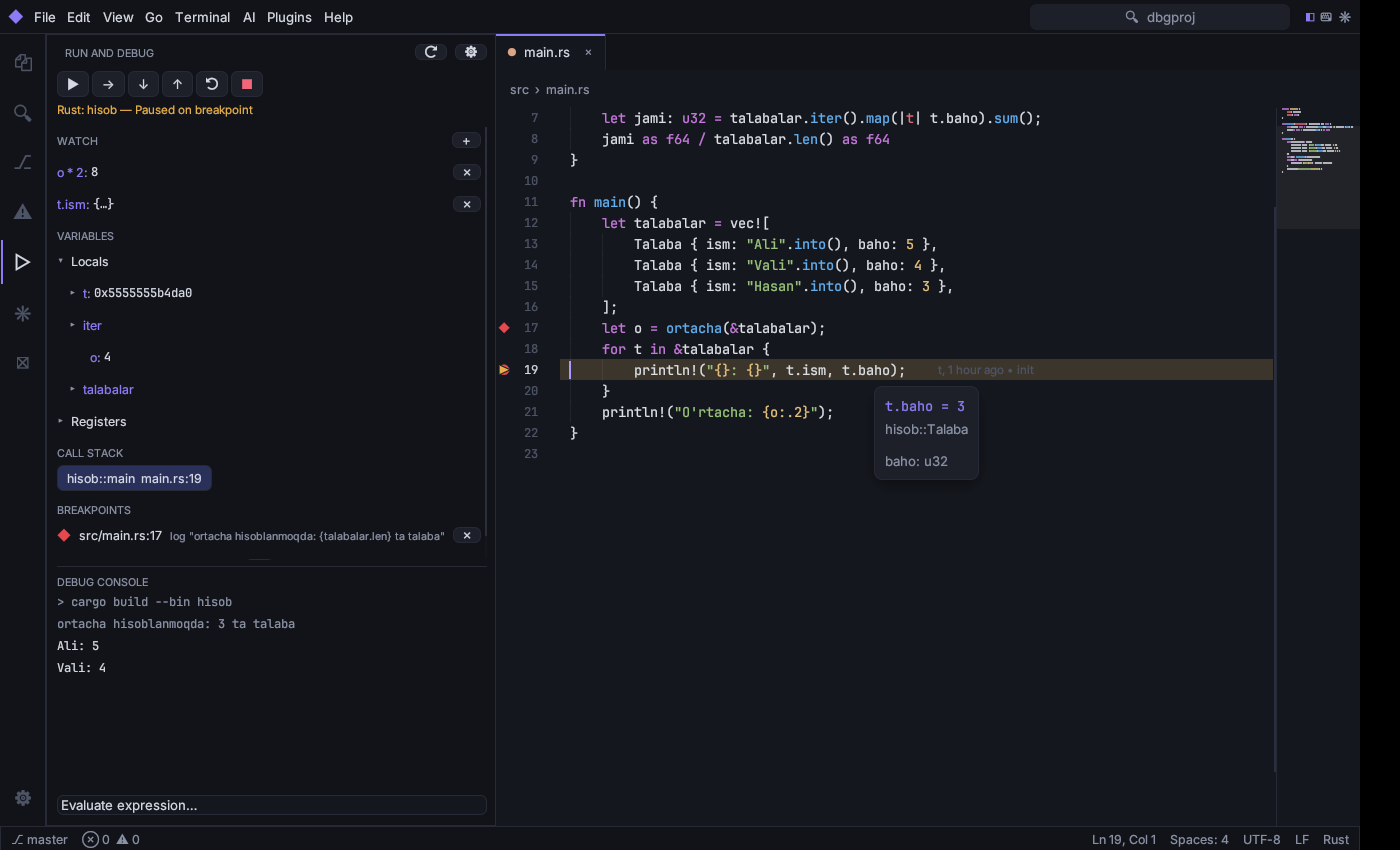 File Edit View Go Terminal AI Plugins Help
dbgproj
RUN AND DEBUG
Rust: hisob — Paused on breakpoint
WATCH
+
o * 2: 8
×
t.ism: {…}
×
VARIABLES
Locals
t: 0x5555555b4da0
iter
o: 4
talabalar
Registers
CALL STACK
hisob::main main.rs:19
BREAKPOINTS
src/main.rs:17 log "ortacha hisoblanmoqda: {talabalar.len} ta talaba"
×
DEBUG CONSOLE
> cargo build --bin hisob
ortacha hisoblanmoqda: 3 ta talaba
Ali: 5
Vali: 4
Evaluate expression...
main.rs ×
src › main.rs
7 let jami: u32 = talabalar.iter().map(|t| t.baho).sum();
8 jami as f64 / talabalar.len() as f64
9 }
10
11 fn main() {
12 let talabalar = vec![
13 Talaba { ism: "Ali".into(), baho: 5 },
14 Talaba { ism: "Vali".into(), baho: 4 },
15 Talaba { ism: "Hasan".into(), baho: 3 },
16 ];
17 let o = ortacha(&talabalar);
18 for t in &talabalar {
19 println!("{}: {}", t.ism, t.baho); t, 1 hour ago • init
20 }
21 println!("O'rtacha: {o:.2}");
22 }
23
t.baho = 3
hisob::Talaba
baho: u32
master 0 0
Ln 19, Col 1 Spaces: 4 UTF-8 LF Rust